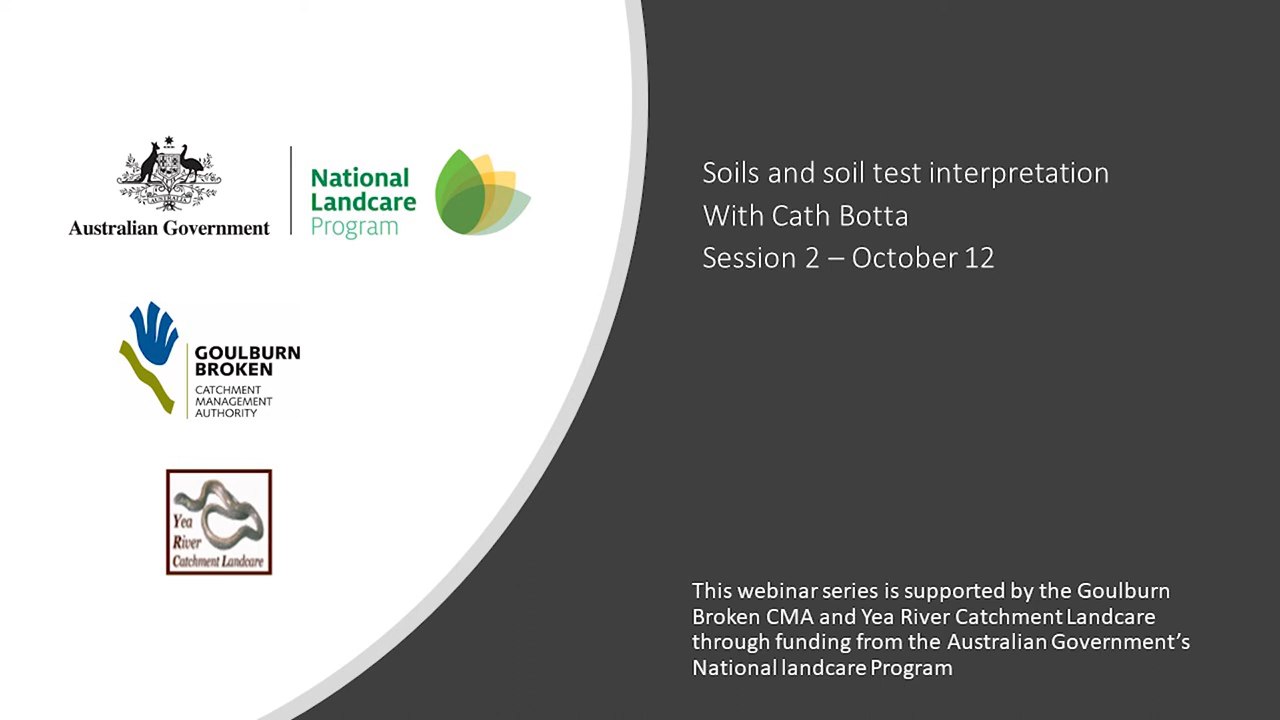 Australian Government
National
Landcare
Program
GOULBURN
BROKEN
CATCHMENT
MANAGEMENT
AUTHORITY
Yea
River
Catchment Landcare
Soils and soil test interpretation
With Cath Botta
Session 2 – October 12
This webinar series is supported by the Goulburn
Broken CMA and Yea River Catchment Landcare
through funding from the Australian Government's
National landcare Program